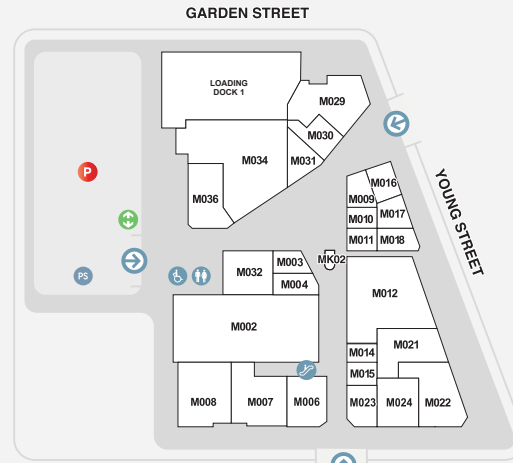 GARDEN STREET
LOADING
DOCK 1
M029
M030
M034
M031
P
M036
M016
M009
M017
M010
M011
M018
YOUNG STREET
MK02
M003
M032
M004
PS
M012
M002
M021
M014
M015
M008
M007
M006
M023
M024
M022